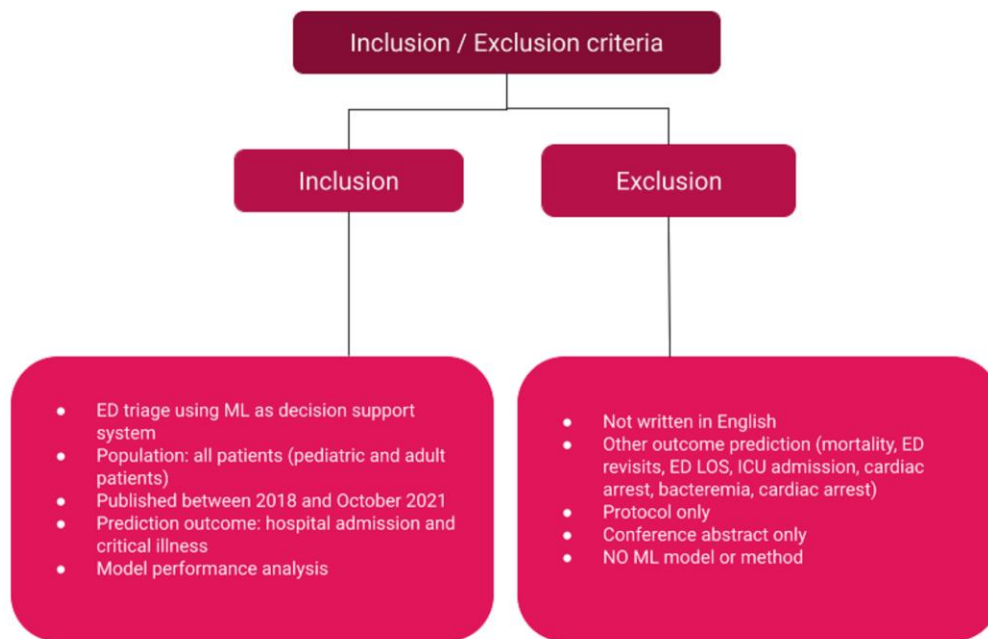 Inclusion / Exclusion criteria
Inclusion
Exclusion
● ED triage using ML as decision support
system
● Population: all patients (pediatric and adult
patients)
● Published between 2018 and October 2021
● Prediction outcome: hospital admission and
critical illness
● Model performance analysis
● Not written in English
● Other outcome prediction (mortality, ED
revisits, ED LOS, ICU admission, cardiac
arrest, bacteremia, cardiac arrest)
● Protocol only
● Conference abstract only
● NO ML model or method